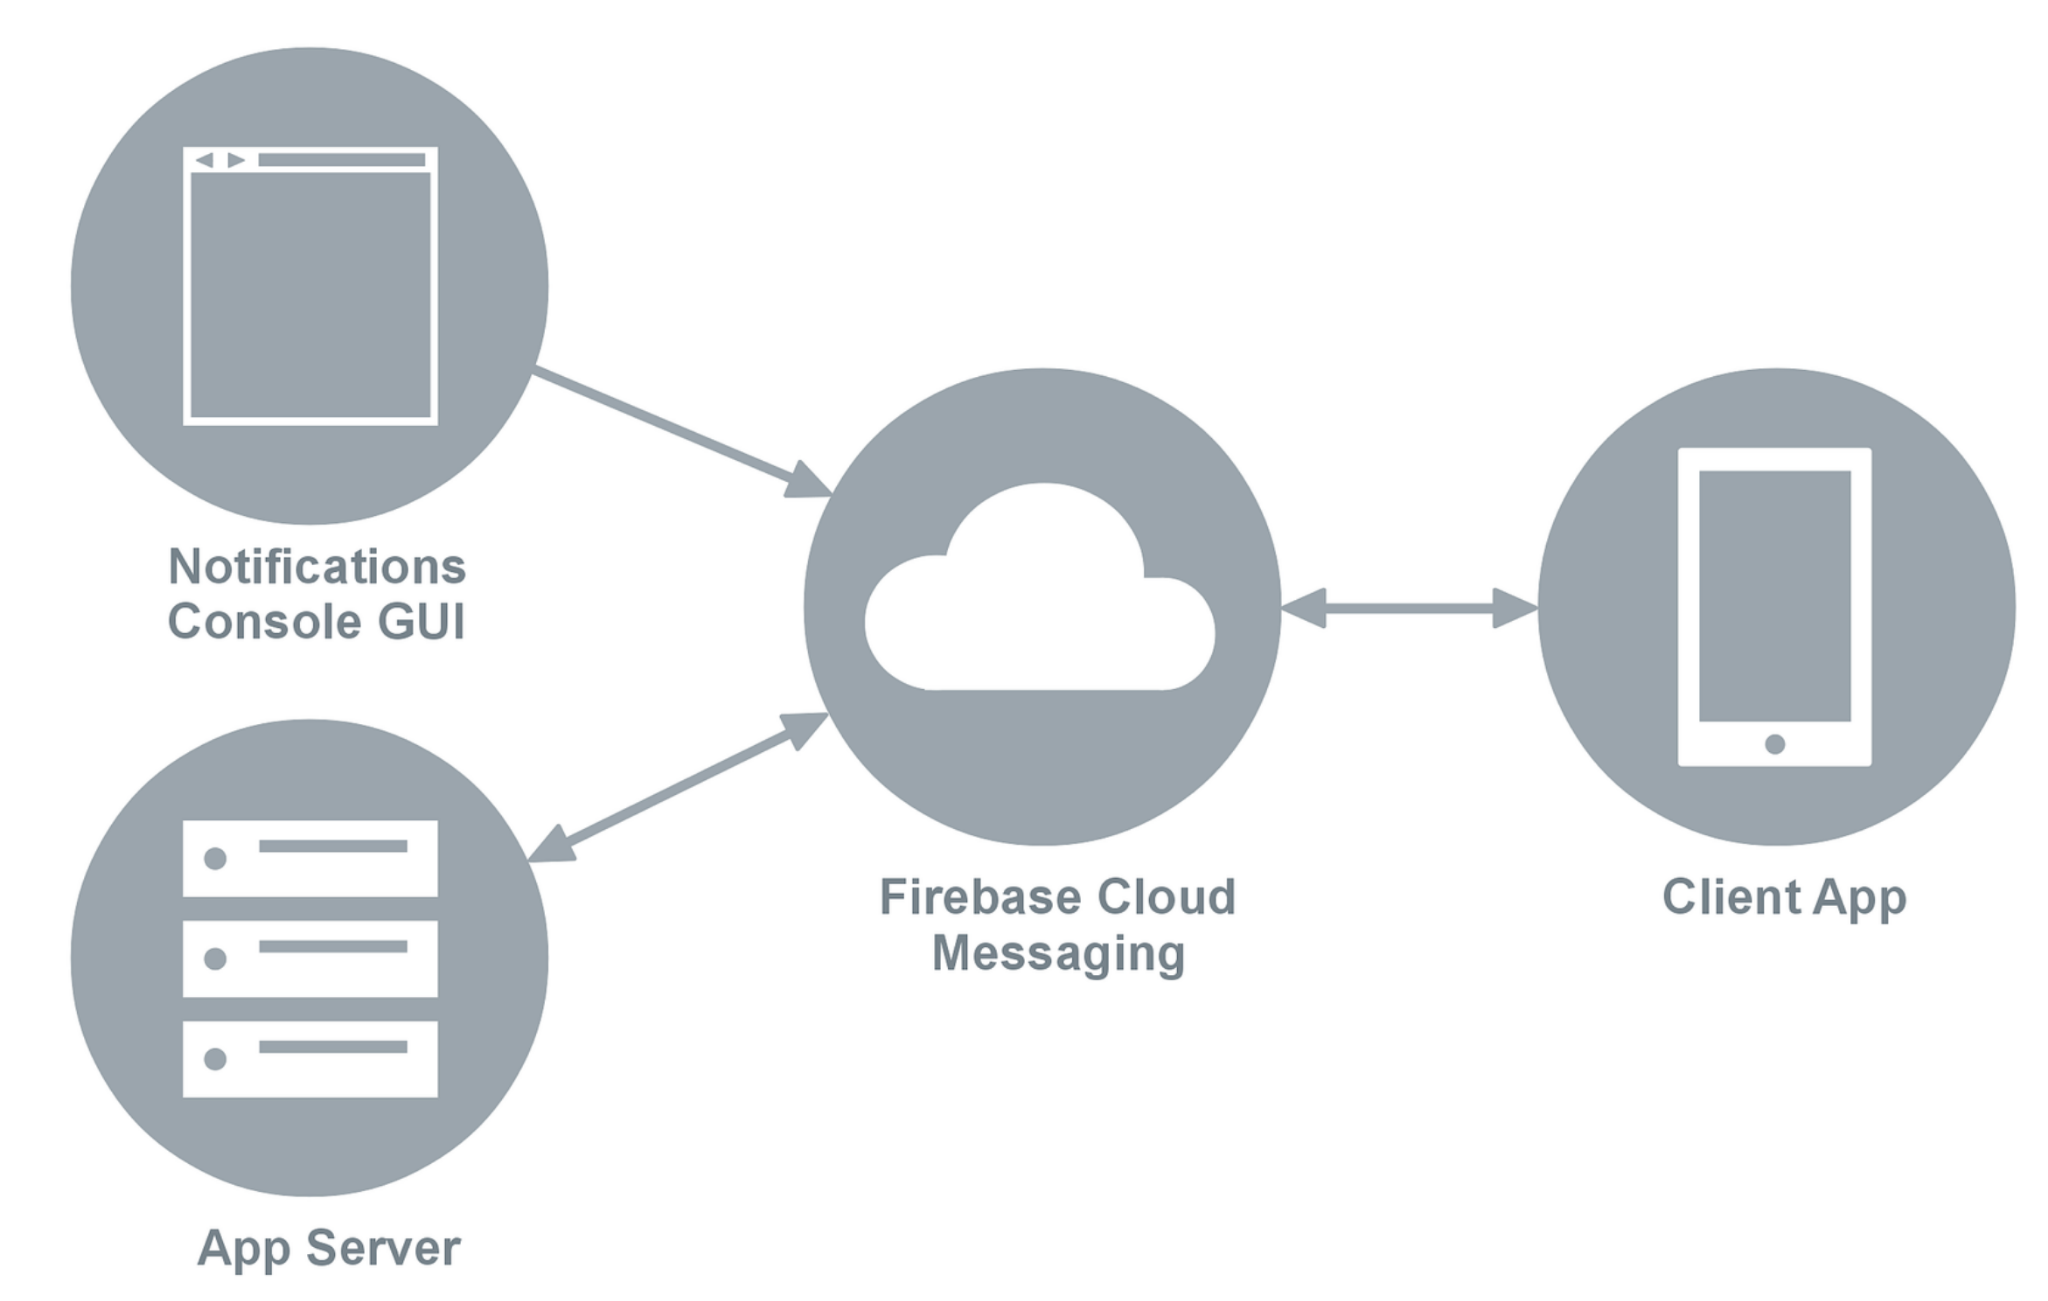 Notifications
Console GUI
Firebase Cloud
Messaging
Client App
App Server